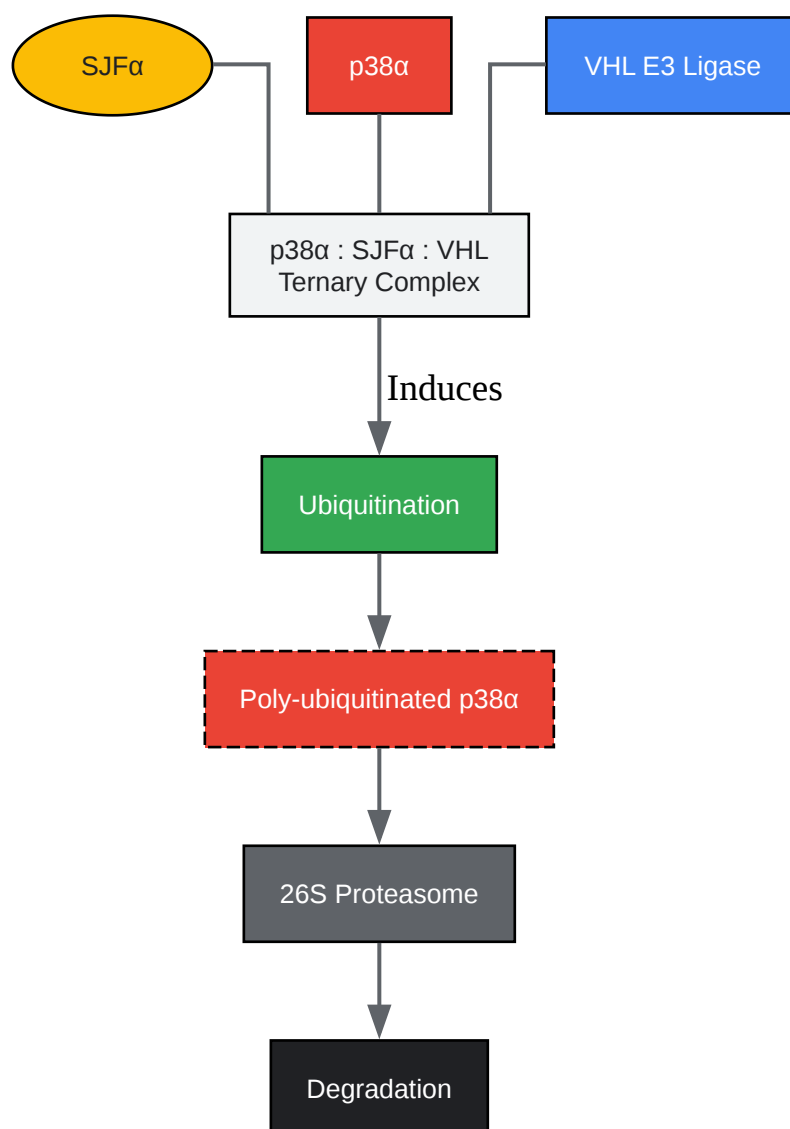 SJFα
p38α
VHL E3 Ligase
p38α : SJFα : VHL
Ternary Complex
Induces
Ubiquitination
Poly-ubiquitinated p38α
26S Proteasome
Degradation